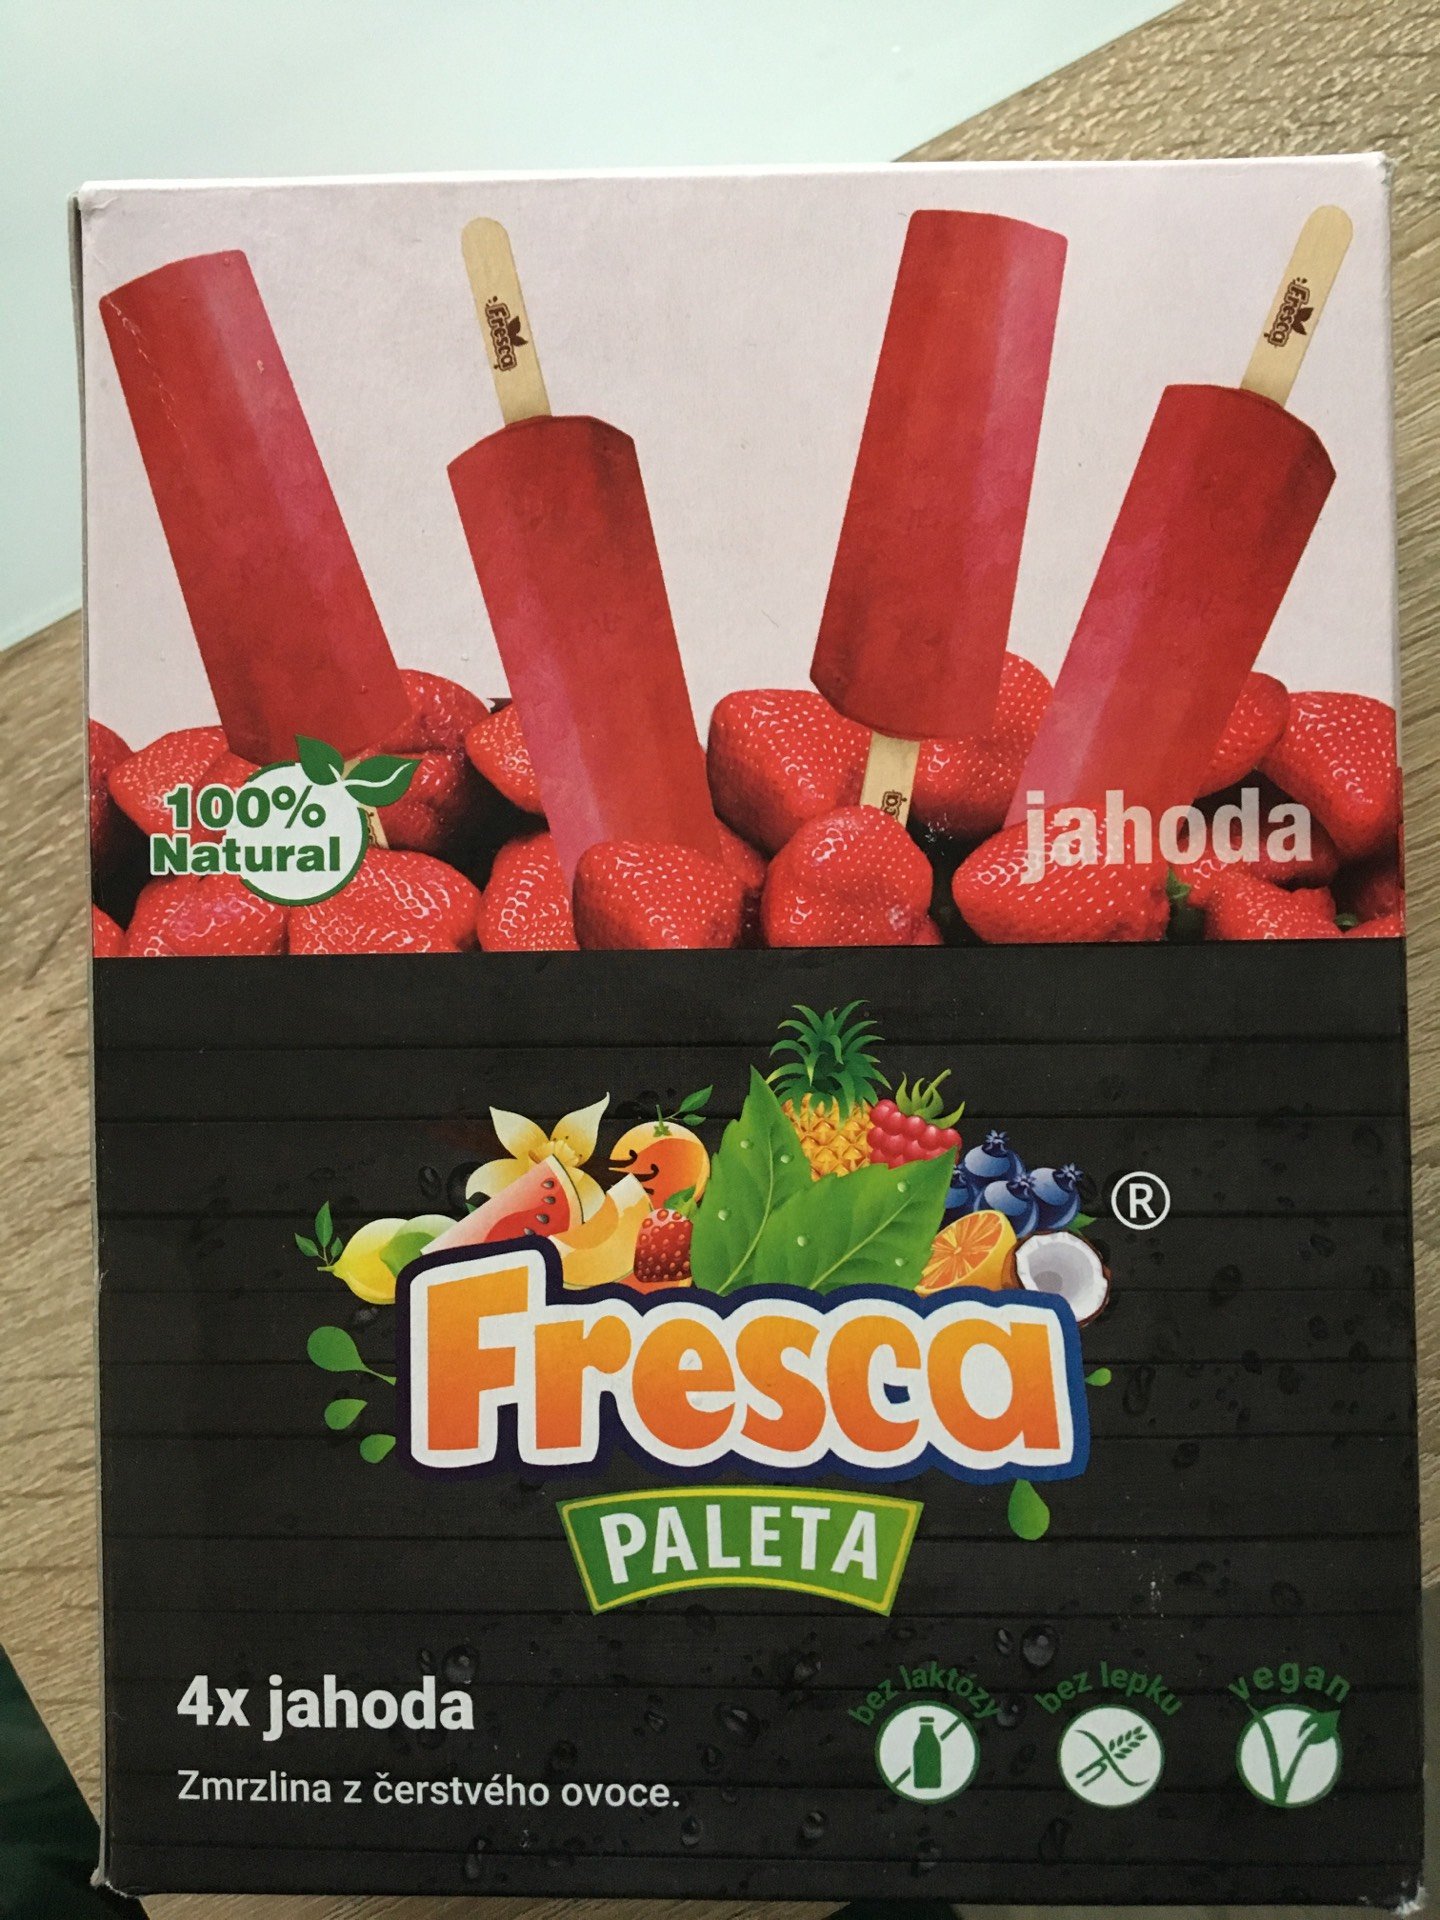 Fresca
Fresca
100%
Natural
jahoda
®
Fresca
PALETA
4x jahoda
Zmrzlina z čerstvého ovoce.
bez laktózy
bez lepku
vegan